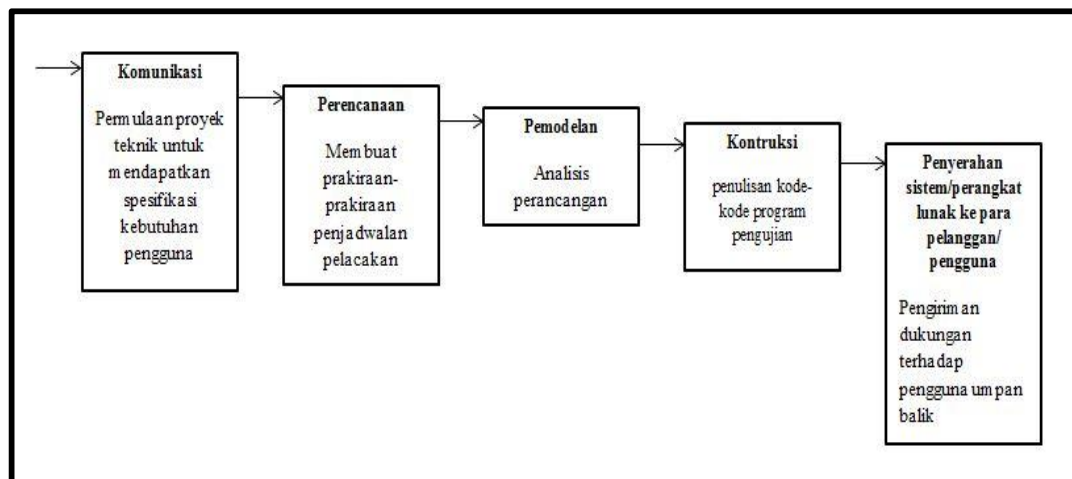 Komunikasi
Permulaan proyek
teknik untuk
mendapatkan
spesifikasi
kebutuhan
pengguna
Perencanaan
Membuat
prakiraan-
prakiraan
penjadwalan
pelacakan
Pemodelan
Analisis
perancangan
Kontruksi
penulisan kode-
kode program
pengujian
Penyerahan
sistem/perangkat
lunak ke para
pelanggan/
pengguna
Pengiriman
dukungan
terhadap
pengguna umpan
balik